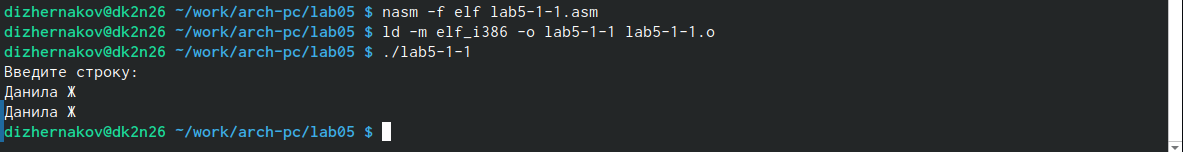 dizhernakov@dk2n26 ~/work/arch-pc/lab05 $ nasm -f elf lab5-1-1.asm
dizhernakov@dk2n26 ~/work/arch-pc/lab05 $ ld -m elf_i386 -o lab5-1-1 lab5-1-1.o
dizhernakov@dk2n26 ~/work/arch-pc/lab05 $ ./lab5-1-1
Введите строку:
Данила Ж
Данила Ж
dizhernakov@dk2n26 ~/work/arch-pc/lab05 $